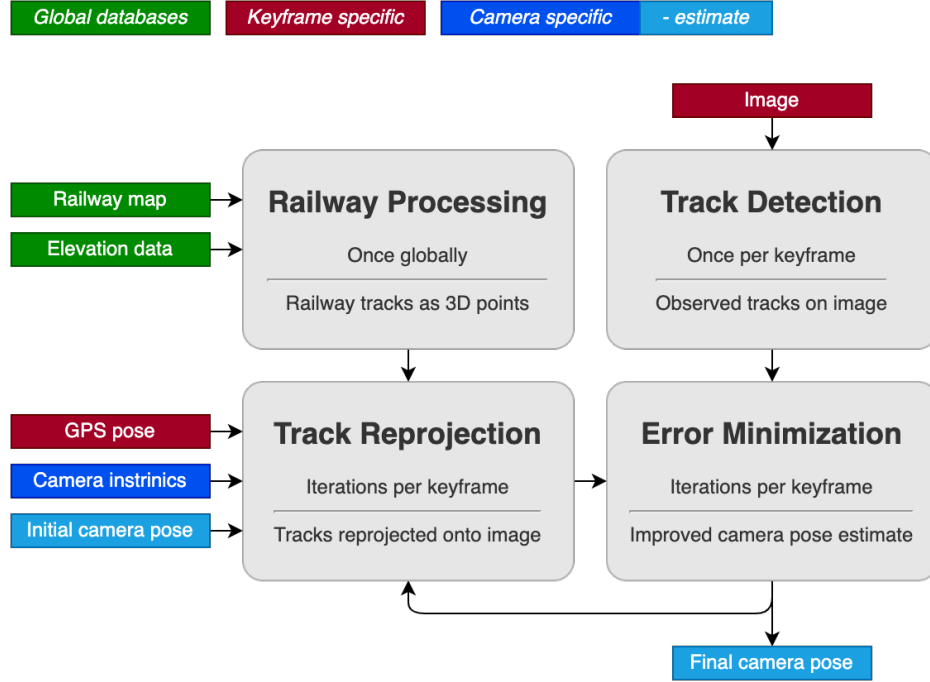 Global databases
Keyframe specific
Camera specific
- estimate
Image
Railway map
Elevation data
Railway Processing
Once globally
Railway tracks as 3D points
Track Detection
Once per keyframe
Observed tracks on image
GPS pose
Camera instrinics
Initial camera pose
Track Reprojection
Iterations per keyframe
Tracks reprojected onto image
Error Minimization
Iterations per keyframe
Improved camera pose estimate
Final camera pose